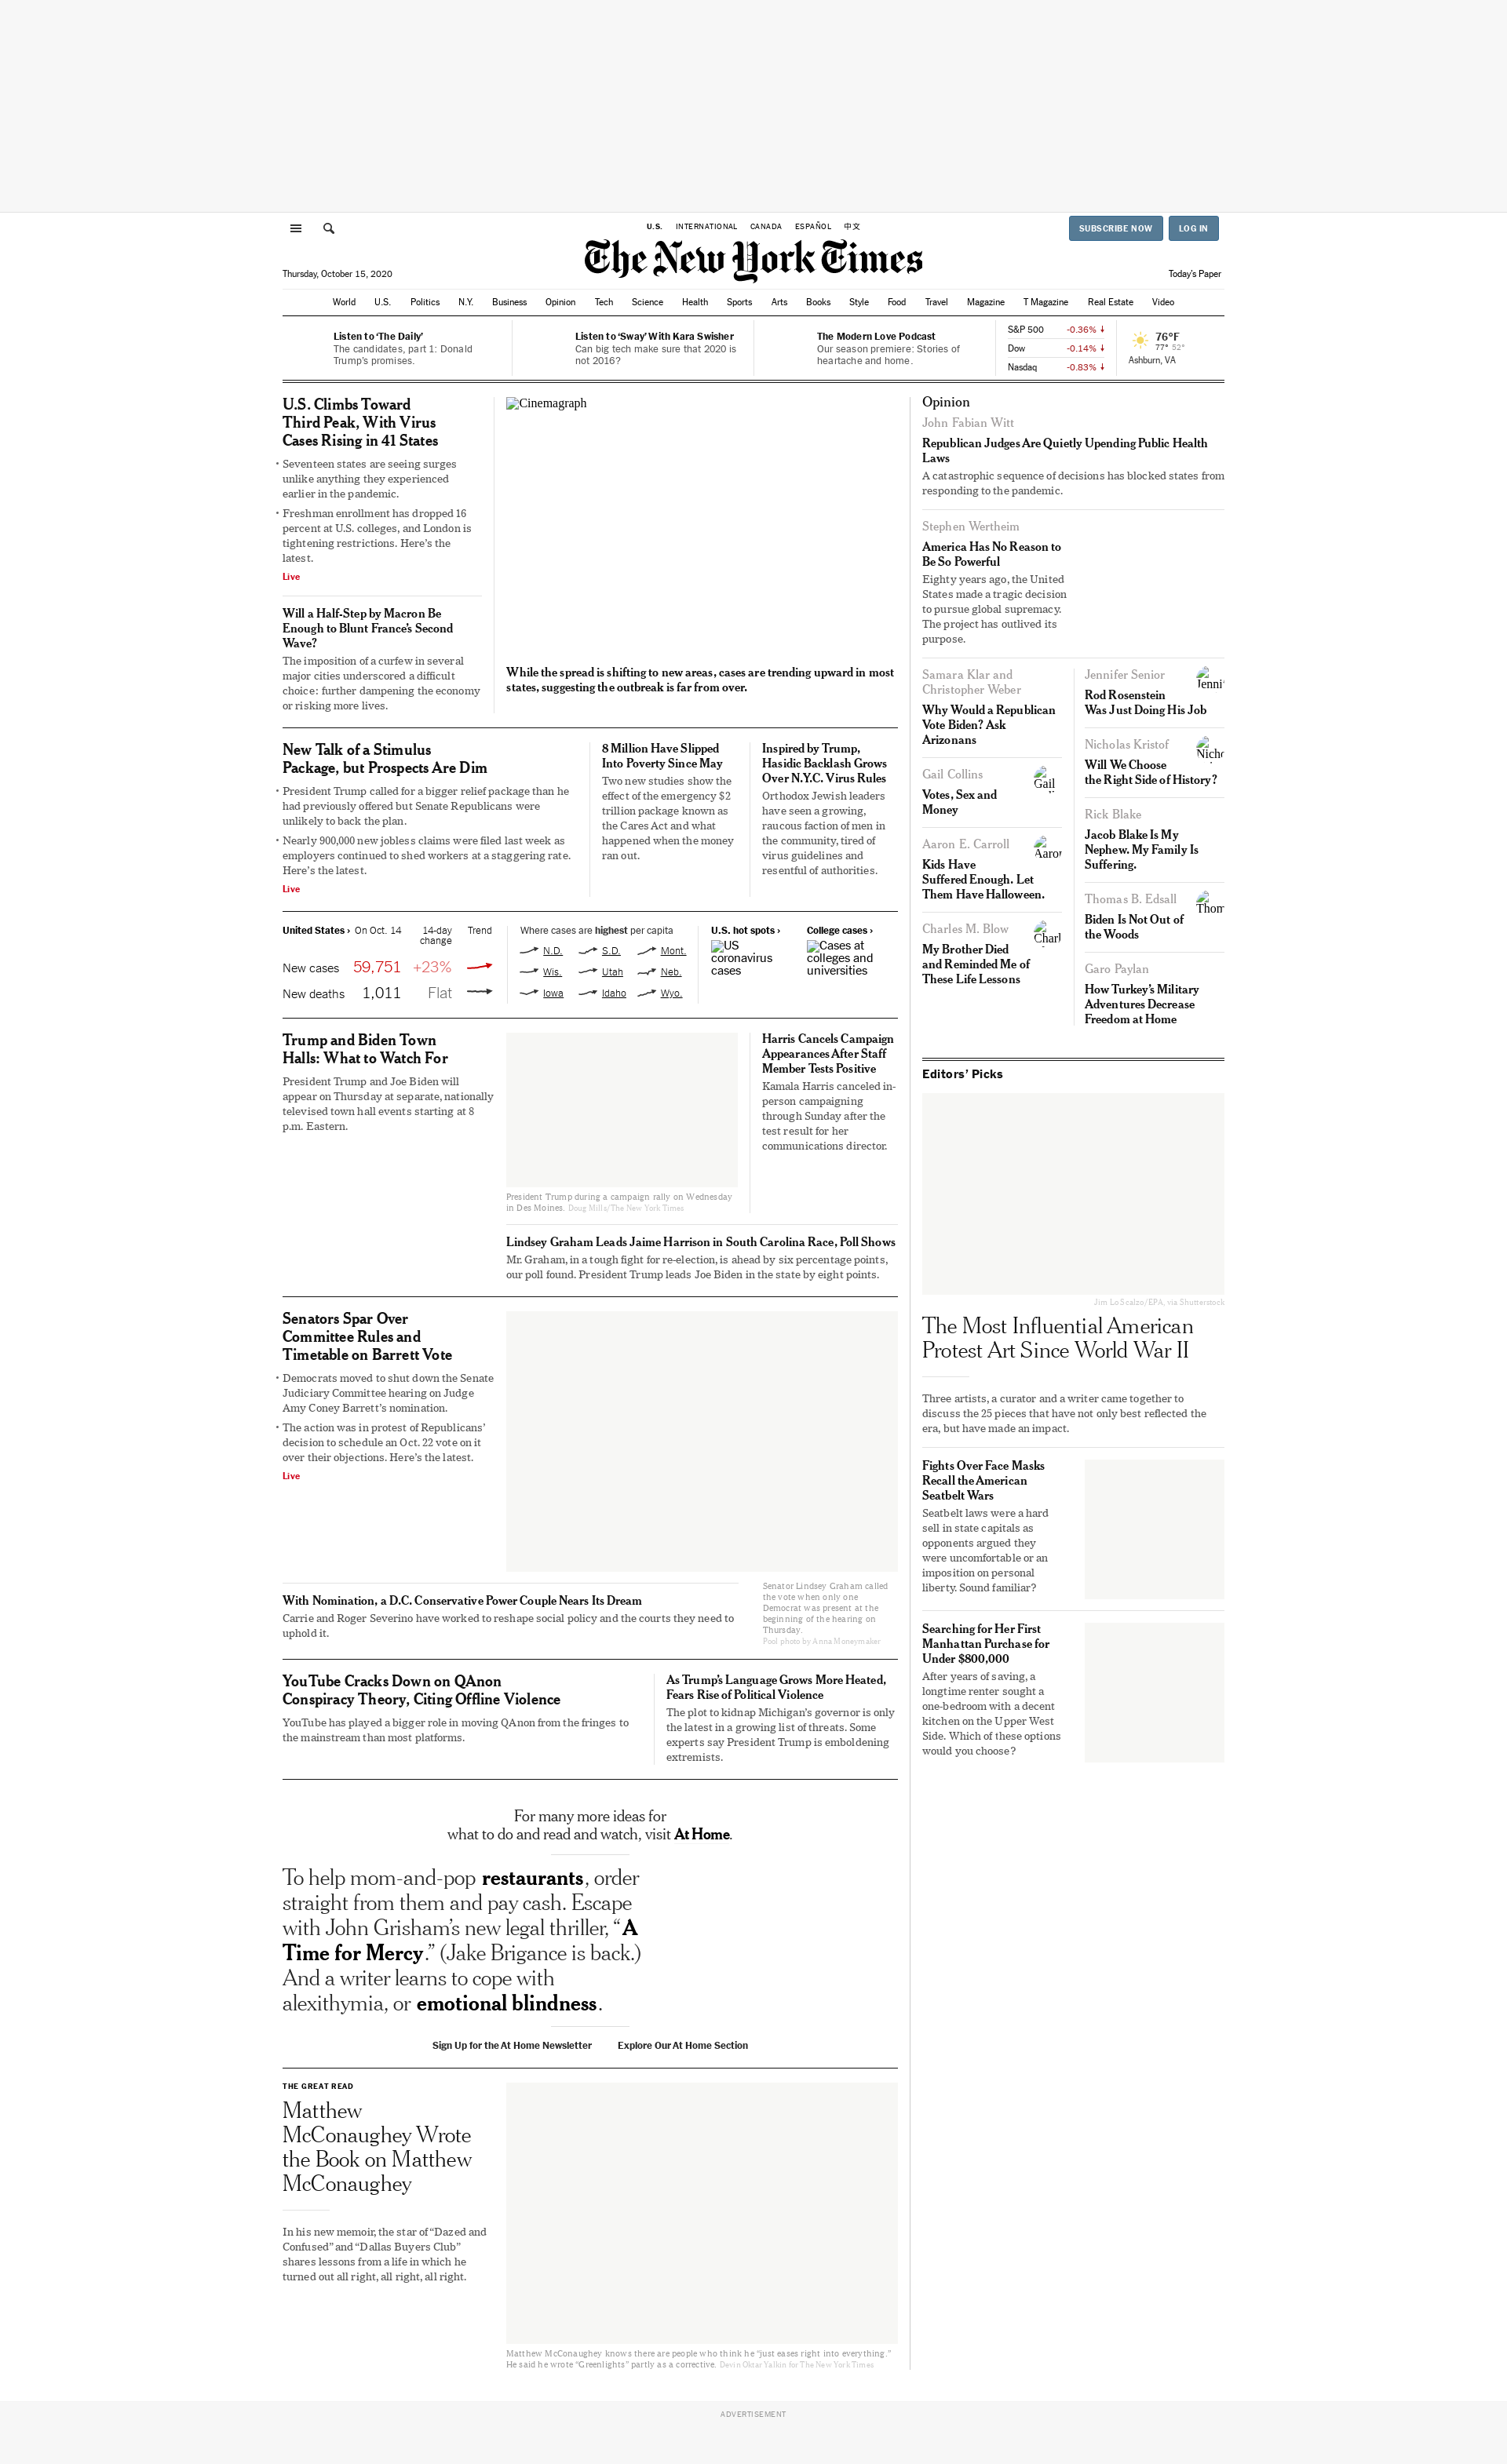 U.S. INTERNATIONAL CANADA ESPAÑOL 中文
SUBSCRIBE NOW LOG IN
The New York Times
Thursday, October 15, 2020
Today's Paper
World U.S. Politics N.Y. Business Opinion Tech Science Health Sports Arts Books Style Food Travel Magazine T Magazine Real Estate Video
Listen to ‘The Daily’
The candidates, part 1: Donald
Trump's promises.
Listen to ‘Sway’ With Kara Swisher
Can big tech make sure that 2020 is
not 2016?
The Modern Love Podcast
Our season premiere: Stories of
heartache and home.
S&P 500 -0.36%
Dow -0.14%
Nasdaq -0.83%
76°F
77° 52°
Ashburn, VA
U.S. Climbs Toward
Third Peak, With Virus
Cases Rising in 41 States
• Seventeen states are seeing surges
unlike anything they experienced
earlier in the pandemic.
• Freshman enrollment has dropped 16
percent at U.S. colleges, and London is
tightening restrictions. Here’s the
latest.
Live
Will a Half-Step by Macron Be
Enough to Blunt France’s Second
Wave?
The imposition of a curfew in several
major cities underscored a difficult
choice: further dampening the economy
or risking more lives.
Cinemagraph
While the spread is shifting to new areas, cases are trending upward in most
states, suggesting the outbreak is far from over.
New Talk of a Stimulus
Package, but Prospects Are Dim
• President Trump called for a bigger relief package than he
had previously offered but Senate Republicans were
unlikely to back the plan.
• Nearly 900,000 new jobless claims were filed last week as
employers continued to shed workers at a staggering rate.
Here’s the latest.
Live
8 Million Have Slipped
Into Poverty Since May
Two new studies show the
effect of the emergency $2
trillion package known as
the Cares Act and what
happened when the money
ran out.
Inspired by Trump,
Hasidic Backlash Grows
Over N.Y.C. Virus Rules
Orthodox Jewish leaders
have seen a growing,
raucous faction of men in
the community, tired of
virus guidelines and
resentful of authorities.
United States › On Oct. 14 14-day
change Trend
New cases 59,751 +23%
New deaths 1,011 Flat
Where cases are highest per capita
N.D. S.D. Mont.
Wis. Utah Neb.
Iowa Idaho Wyo.
U.S. hot spots ›
US
coronavirus
cases
College cases ›
Cases at
colleges and
universities
Trump and Biden Town
Halls: What to Watch For
President Trump and Joe Biden will
appear on Thursday at separate, nationally
televised town hall events starting at 8
p.m. Eastern.
President Trump during a campaign rally on Wednesday
in Des Moines. Doug Mills/The New York Times
Harris Cancels Campaign
Appearances After Staff
Member Tests Positive
Kamala Harris canceled in-
person campaigning
through Sunday after the
test result for her
communications director.
Lindsey Graham Leads Jaime Harrison in South Carolina Race, Poll Shows
Mr. Graham, in a tough fight for re-election, is ahead by six percentage points,
our poll found. President Trump leads Joe Biden in the state by eight points.
Senators Spar Over
Committee Rules and
Timetable on Barrett Vote
• Democrats moved to shut down the Senate
Judiciary Committee hearing on Judge
Amy Coney Barrett’s nomination.
• The action was in protest of Republicans’
decision to schedule an Oct. 22 vote on it
over their objections. Here’s the latest.
Live
With Nomination, a D.C. Conservative Power Couple Nears Its Dream
Carrie and Roger Severino have worked to reshape social policy and the courts they need to
uphold it.
Senator Lindsey Graham called
the vote when only one
Democrat was present at the
beginning of the hearing on
Thursday.
Pool photo by Anna Moneymaker
YouTube Cracks Down on QAnon
Conspiracy Theory, Citing Offline Violence
YouTube has played a bigger role in moving QAnon from the fringes to
the mainstream than most platforms.
As Trump’s Language Grows More Heated,
Fears Rise of Political Violence
The plot to kidnap Michigan’s governor is only
the latest in a growing list of threats. Some
experts say President Trump is emboldening
extremists.
For many more ideas for
what to do and read and watch, visit At Home.
To help mom-and-pop restaurants, order
straight from them and pay cash. Escape
with John Grisham’s new legal thriller, “A
Time for Mercy.” (Jake Brigance is back.)
And a writer learns to cope with
alexithymia, or emotional blindness.
Sign Up for the At Home Newsletter Explore Our At Home Section
THE GREAT READ
Matthew
McConaughey Wrote
the Book on Matthew
McConaughey
In his new memoir, the star of “Dazed and
Confused” and “Dallas Buyers Club”
shares lessons from a life in which he
turned out all right, all right, all right.
Matthew McConaughey knows there are people who think he “just eases right into everything.”
He said he wrote “Greenlights” partly as a corrective. Devin Oktar Yalkin for The New York Times
Opinion
John Fabian Witt
Republican Judges Are Quietly Upending Public Health
Laws
A catastrophic sequence of decisions has blocked states from
responding to the pandemic.
Stephen Wertheim
America Has No Reason to
Be So Powerful
Eighty years ago, the United
States made a tragic decision
to pursue global supremacy.
The project has outlived its
purpose.
Samara Klar and
Christopher Weber
Why Would a Republican
Vote Biden? Ask
Arizonans
Gail Collins
Gail
Votes, Sex and
Money
Aaron E. Carroll
Aaron
Kids Have
Suffered Enough. Let
Them Have Halloween.
Charles M. Blow
Charl
My Brother Died
and Reminded Me of
These Life Lessons
Jennifer Senior
Jennif
Rod Rosenstein
Was Just Doing His Job
Nicholas Kristof
Nicho
Will We Choose
the Right Side of History?
Rick Blake
Jacob Blake Is My
Nephew. My Family Is
Suffering.
Thomas B. Edsall
Thom
Biden Is Not Out of
the Woods
Garo Paylan
How Turkey’s Military
Adventures Decrease
Freedom at Home
Editors’ Picks
Jim LoScalzo/EPA, via Shutterstock
The Most Influential American
Protest Art Since World War II
Three artists, a curator and a writer came together to
discuss the 25 pieces that have not only best reflected the
era, but have made an impact.
Fights Over Face Masks
Recall the American
Seatbelt Wars
Seatbelt laws were a hard
sell in state capitals as
opponents argued they
were uncomfortable or an
imposition on personal
liberty. Sound familiar?
Searching for Her First
Manhattan Purchase for
Under $800,000
After years of saving, a
longtime renter sought a
one-bedroom with a decent
kitchen on the Upper West
Side. Which of these options
would you choose?
ADVERTISEMENT